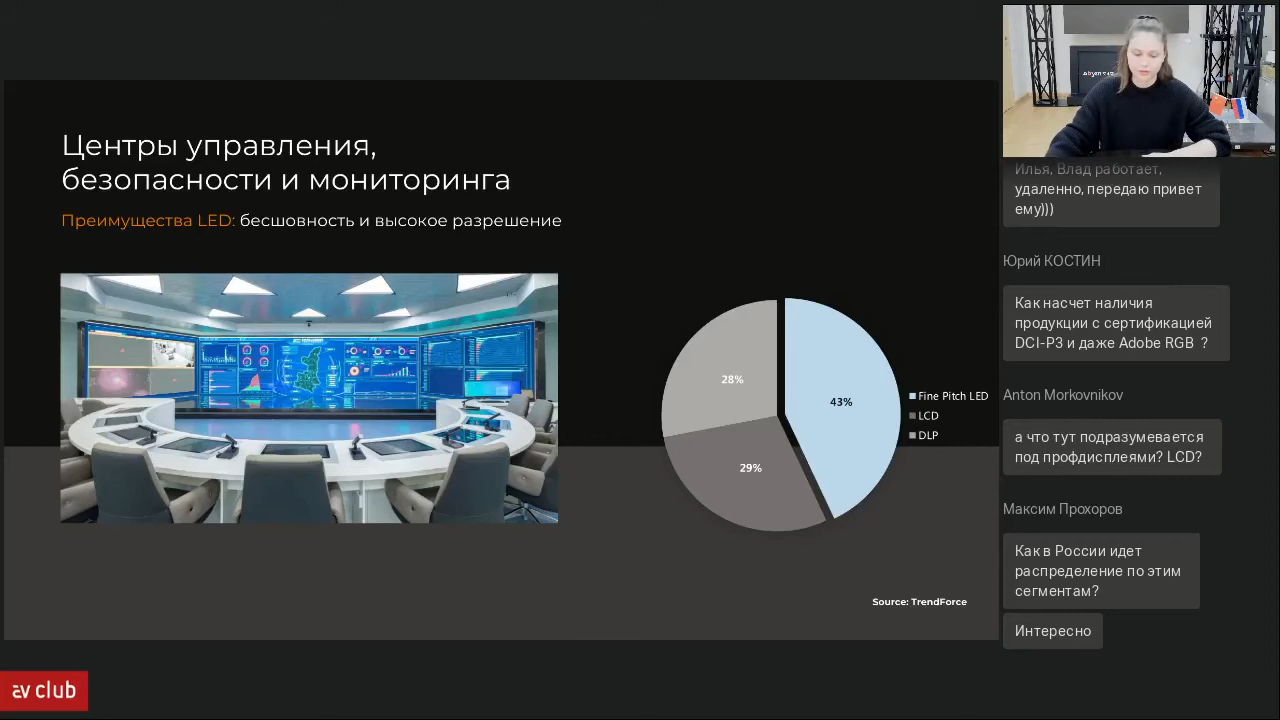 Центры управления,
безопасности и мониторинга
Преимущества LED: бесшовность и высокое разрешение
28%
43%
29%
Fine Pitch LED
LCD
DLP
Source: TrendForce
av club
Илья, Влад работает,
удаленно, передаю привет
ему)))
Юрий КОСТИН
Как насчет наличия
продукции с сертификацией
DCI-P3 и даже Adobe RGB ?
Anton Morkovnikov
а что тут подразумевается
под профдисплеями? LCD?
Максим Прохоров
Как в России идет
распределение по этим
сегментам?
Интересно